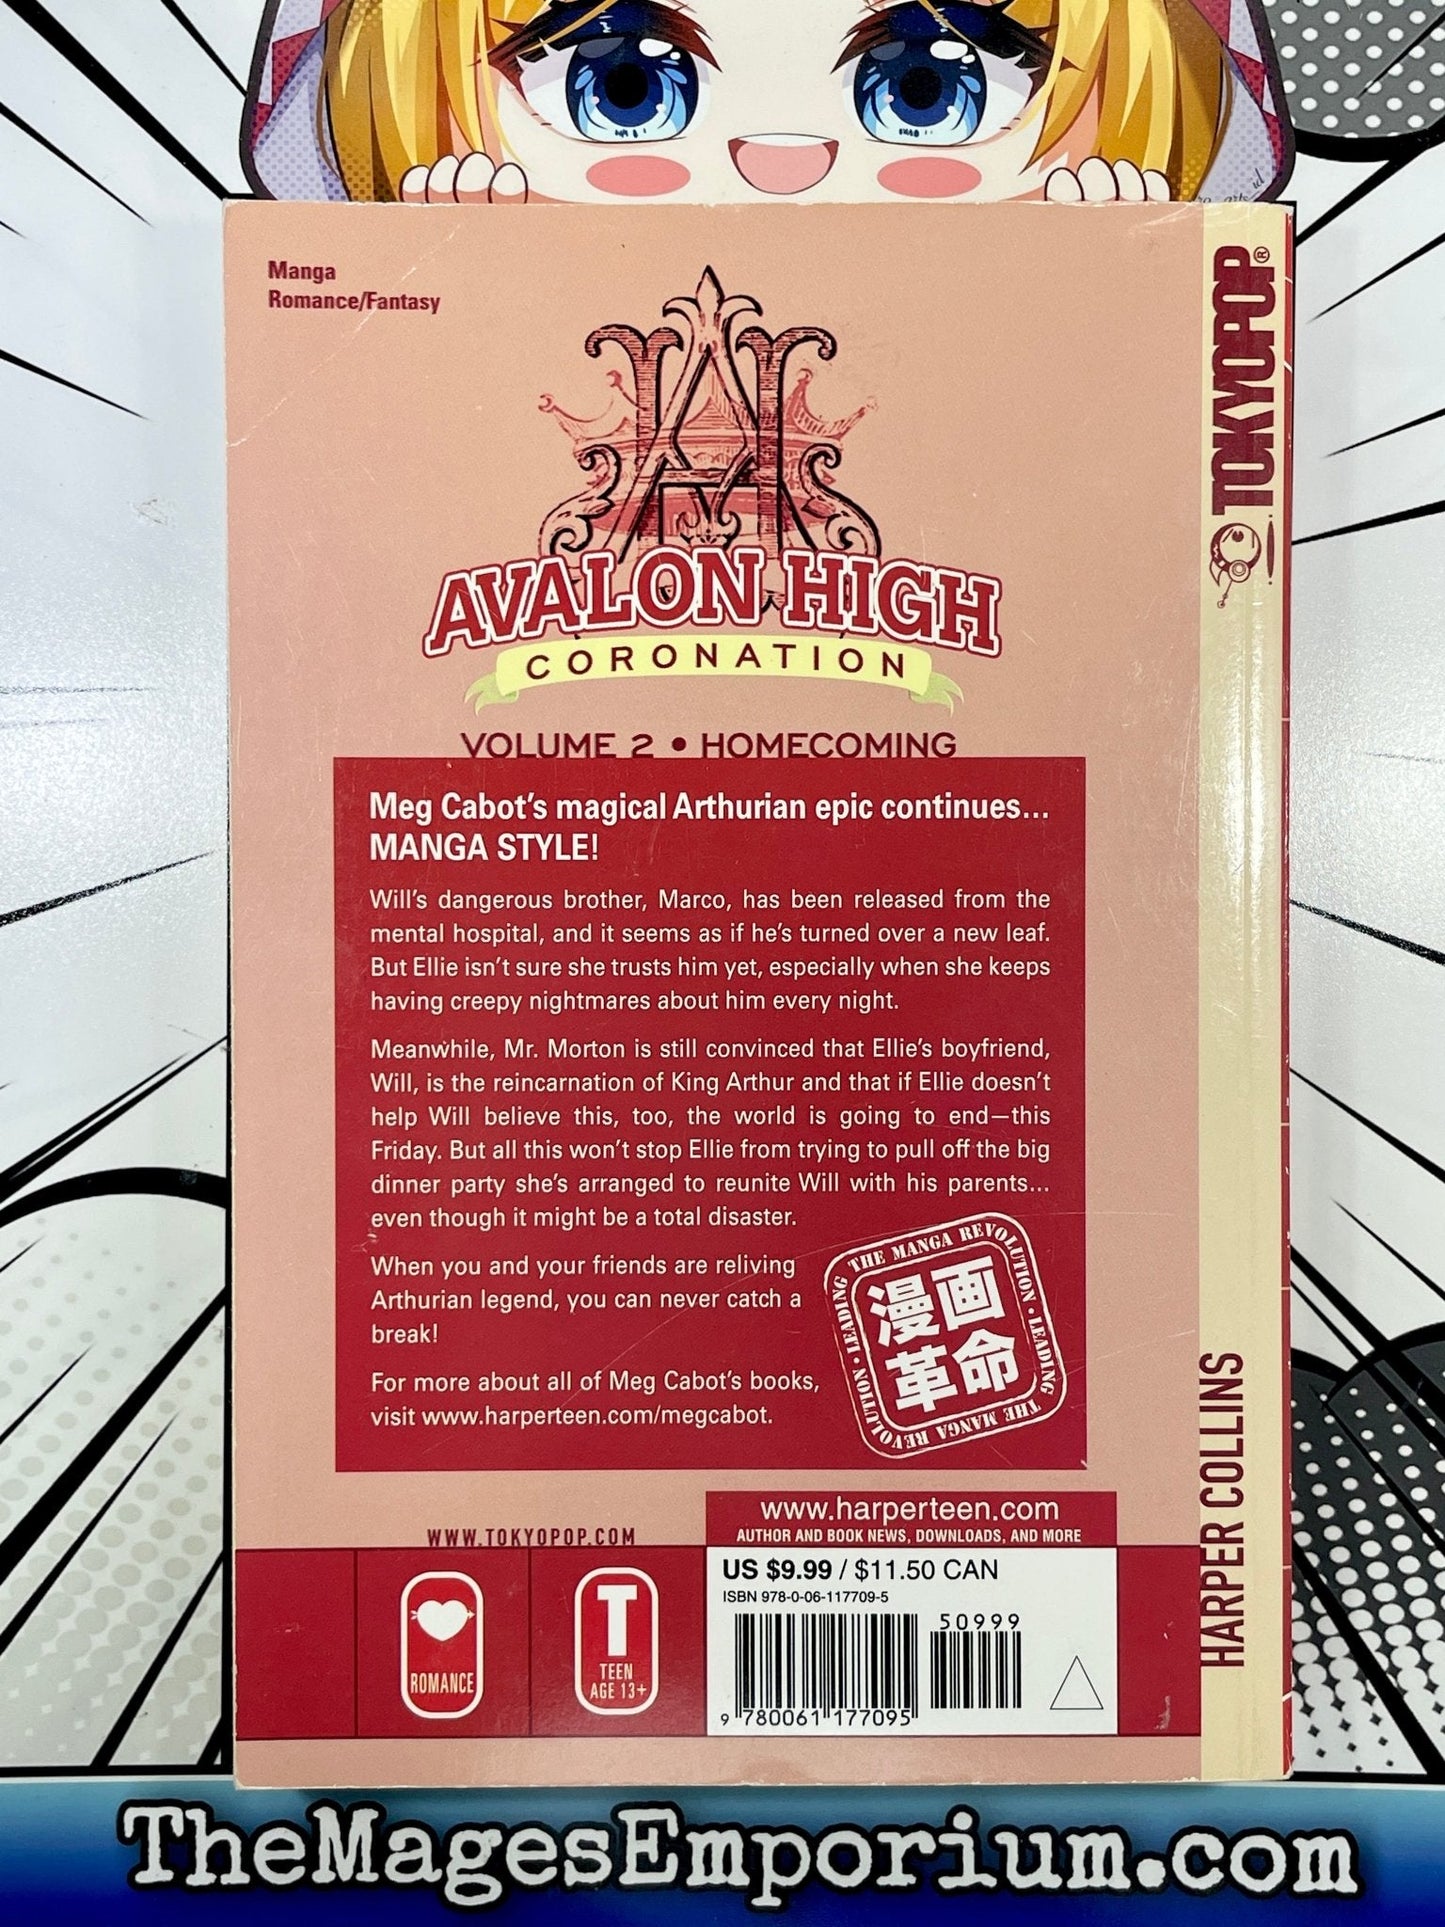 Manga
Romance/Fantasy
TOKYOPOP®
AVALON HIGH
CORONATION
VOLUME 2 • HOMECOMING
Meg Cabot's magical Arthurian epic continues...
MANGA STYLE!
Will's dangerous brother, Marco, has been released from the
mental hospital, and it seems as if he's turned over a new leaf.
But Ellie isn't sure she trusts him yet, especially when she keeps
having creepy nightmares about him every night.
Meanwhile, Mr. Morton is still convinced that Ellie's boyfriend,
Will, is the reincarnation of King Arthur and that if Ellie doesn't
help Will believe this, too, the world is going to end—this
Friday. But all this won't stop Ellie from trying to pull off the big
dinner party she's arranged to reunite Will with his parents...
even though it might be a total disaster.
When you and your friends are reliving
Arthurian legend, you can never catch a
break!
For more about all of Meg Cabot's books,
visit www.harperteen.com/megcabot.
LEADING THE MANGA REVOLUTION • LEADING THE MANGA REVOLUTION •
漫画
革命
HARPER COLLINS
www.harperteen.com
AUTHOR AND BOOK NEWS, DOWNLOADS, AND MORE
WWW.TOKYOPOP.COM
ROMANCE
T
TEEN
AGE 13+
US $9.99 / $11.50 CAN
ISBN 978-0-06-117709-5
50999
9 780061 177095
TheMagesEmporium.com